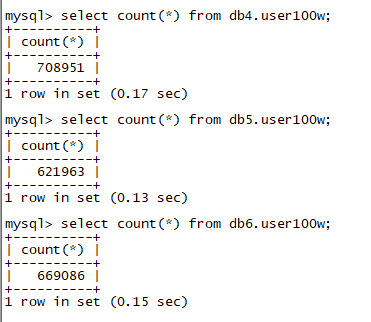 mysql> select count(*) from db4.user100w;
+----------+
| count(*) |
+----------+
|   708951 |
+----------+
1 row in set (0.17 sec)
mysql> select count(*) from db5.user100w;
+----------+
| count(*) |
+----------+
|   621963 |
+----------+
1 row in set (0.13 sec)
mysql> select count(*) from db6.user100w;
+----------+
| count(*) |
+----------+
|   669086 |
+----------+
1 row in set (0.15 sec)